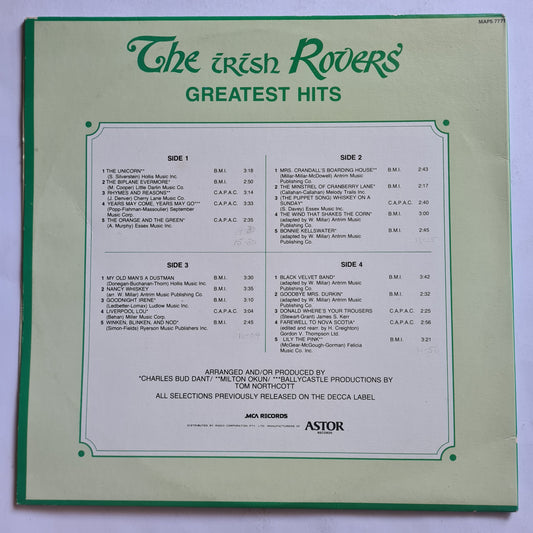 MAPS 7771
The irish Rovers'
GREATEST HITS
SIDE 1
1 THE UNICORN** B.M.I. 3:18
(S. Silverstein) Hollis Music Inc.
2 THE BIPLANE EVERMORE* B.M.I. 2:50
(M. Cooper) Little Darlin Music Co.
3 RHYMES AND REASONS** C.A.P.A.C. 3:14
(J. Denver) Cherry Lane Music Co.
4 YEARS MAY COME, YEARS MAY GO*** C.A.P.A.C. 3:33
(Popp-Flahman-Massoulier) September
Music Corp.
5 THE ORANGE AND THE GREEN* C.A.P.A.C. 2:35
(A. Murphy) Essex Music Inc.
SIDE 2
1 MRS. CRANDALL'S BOARDING HOUSE** B.M.I. 2:43
(Millar-Millar-McDowell) Antrim Music
Publishing Co.
2 THE MINSTREL OF CRANBERRY LANE* B.M.I. 2:17
(Callahan-Callahan) Melody Trails Inc.
3 (THE PUPPET SONG) WHISKEY ON A
SUNDAY* C.A.P.A.C. 2:40
(S. Davey) Essex Music Inc.
4 THE WIND THAT SHAKES THE CORN* B.M.I. 3:00
(adapted by W. Millar) Antrim Music
Publishing Co.
5 BONNIE KELLSWATER* B.M.I. 2:45
(adapted by W. Millar) Antrim Music
Publishing Co.
SIDE 3
1 MY OLD MAN'S A DUSTMAN B.M.I. 3:30
(Donegan-Buchanan-Thorn) Hollis Music Inc.
2 NANCY WHISKEY B.M.I. 3:35
(arr. W. Millar) Antrim Music Publishing Co.
3 GOODNIGHT IRENE* B.M.I. 3:10
(Ledbetter-Lomax) Ludlow Music Inc.
4 LIVERPOOL LOU* C.A.P.A.C. 2:04
(Behan) Miller Music Corp.
5 WINKEN, BLINKEN, AND NOD* B.M.I. 2:45
(Simon-Fields) Ryerson Music Publishers Inc.
SIDE 4
1 BLACK VELVET BAND* B.M.I. 3:42
(adapted by W. Millar) Antrim Music
Publishing Co.
2 GOODBYE MRS. DURKIN* B.M.I. 2:32
(adapted by W. Millar) Antrim Music
Publishing Co.
3 DONALD WHERE'S YOUR TROUSERS C.A.P.A.C. 2:24
(Stewart-Grant) James S. Kerr
4 FAREWELL TO NOVA SCOTIA* C.A.P.A.C. 2:56
(edited and rearr. by H. Creighton)
Gordon V. Thompson Ltd.
5 LILY THE PINK** B.M.I. 3:21
(McGear-McGough-Gorman) Felicia
Music Co. Inc.
ARRANGED AND/OR PRODUCED BY
*CHARLES BUD DANT/ **MILTON OKUN/ ***BALLYCASTLE PRODUCTIONS BY
TOM NORTHCOTT
ALL SELECTIONS PREVIOUSLY RELEASED ON THE DECCA LABEL
MCA RECORDS
DISTRIBUTED BY ASTOR
RECORDS